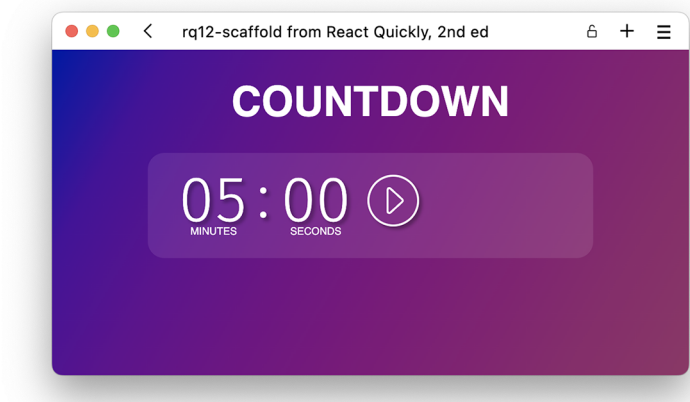 rq12-scaffold from React Quickly, 2nd ed
COUNTDOWN
05 : 00
MINUTES SECONDS